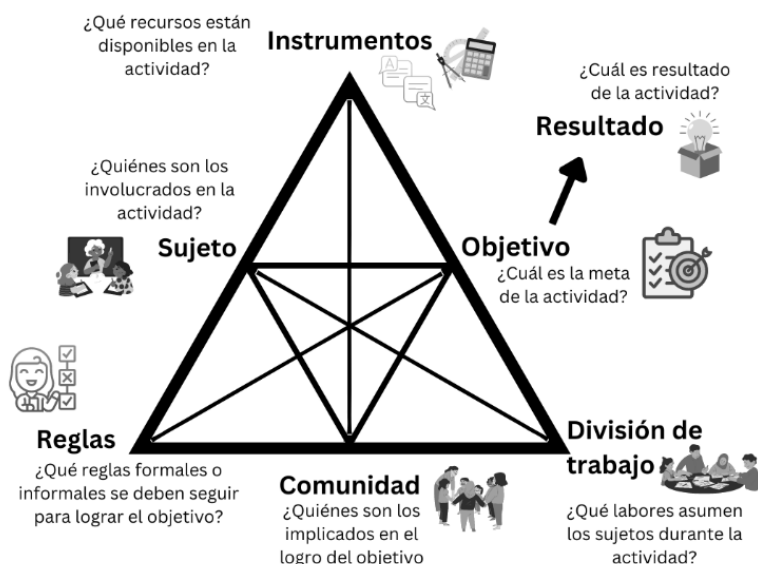 ¿Qué recursos están
disponibles en la
actividad?
Instrumentos
¿Cuál es resultado
de la actividad?
Resultado
¿Quiénes son los
involucrados en la
actividad?
Sujeto
Objetivo
¿Cuál es la meta
de la actividad?
Reglas
¿Qué reglas formales o
informales se deben seguir
para lograr el objetivo?
Comunidad
¿Quiénes son los
implicados en el
logro del objetivo
División de
trabajo
¿Qué labores asumen
los sujetos durante la
actividad?